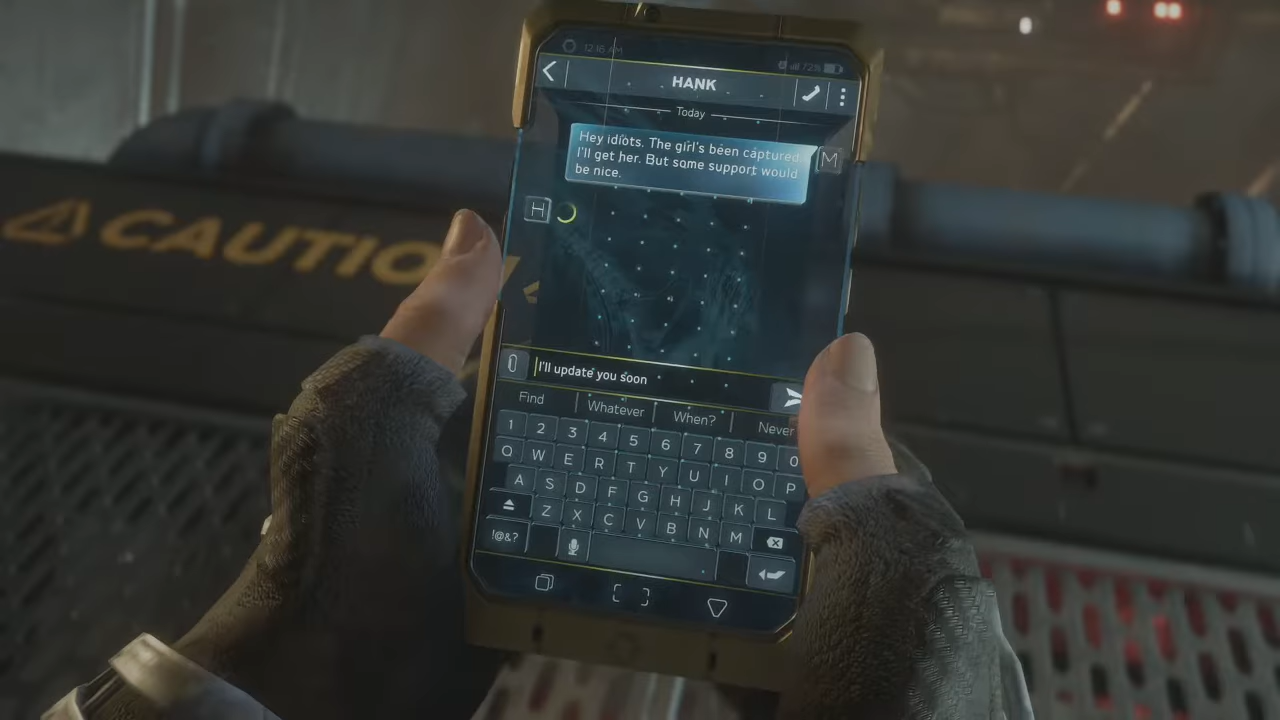 12:16 AM
72%
HANK
Today
Hey idiots. The girl's been captured
I'll get her. But some support would
be nice.
M
H
CAUTION
I'll update you soon
Find Whatever When? Never
1 2 3 4 5 6 7 8 9 0
Q W E R T Y U I O P
A S D F G H J K L
Z X C V B N M
!@&?